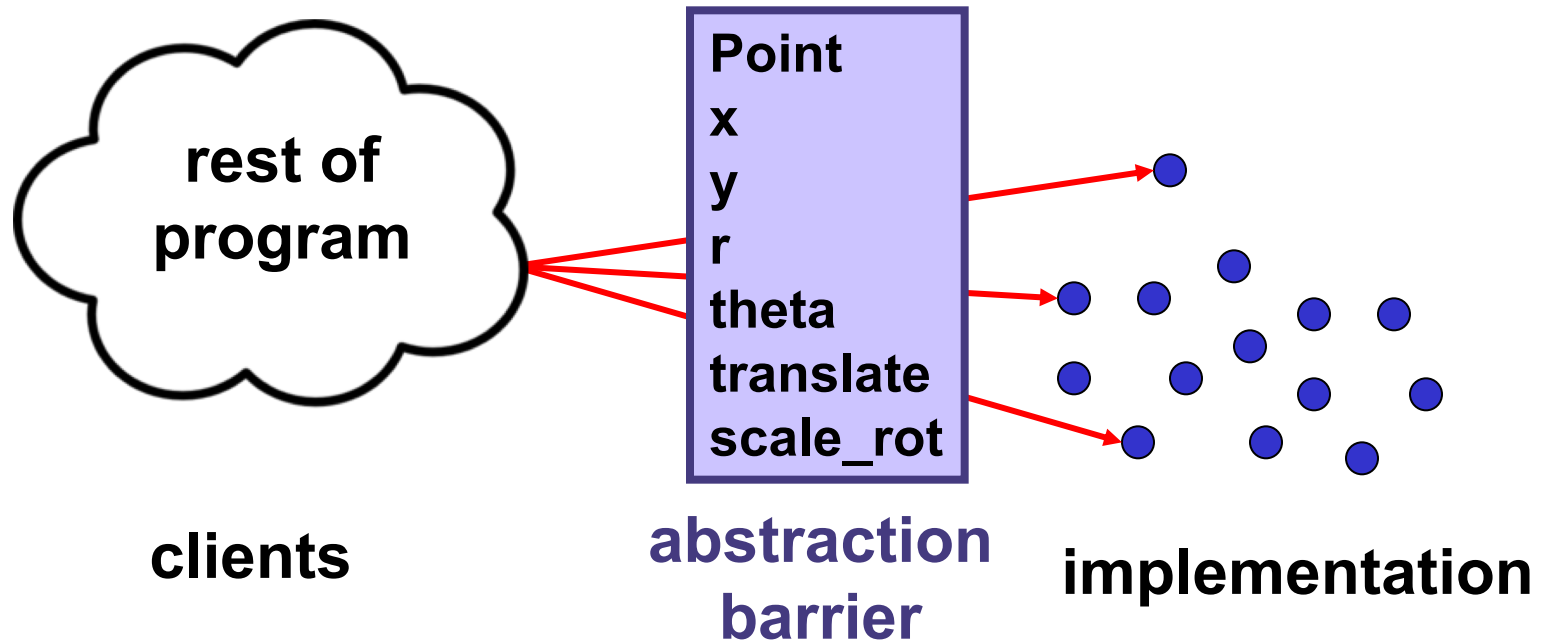 rest of
program
Point
x
y
r
theta
translate
scale_rot
clients
abstraction
barrier
implementation